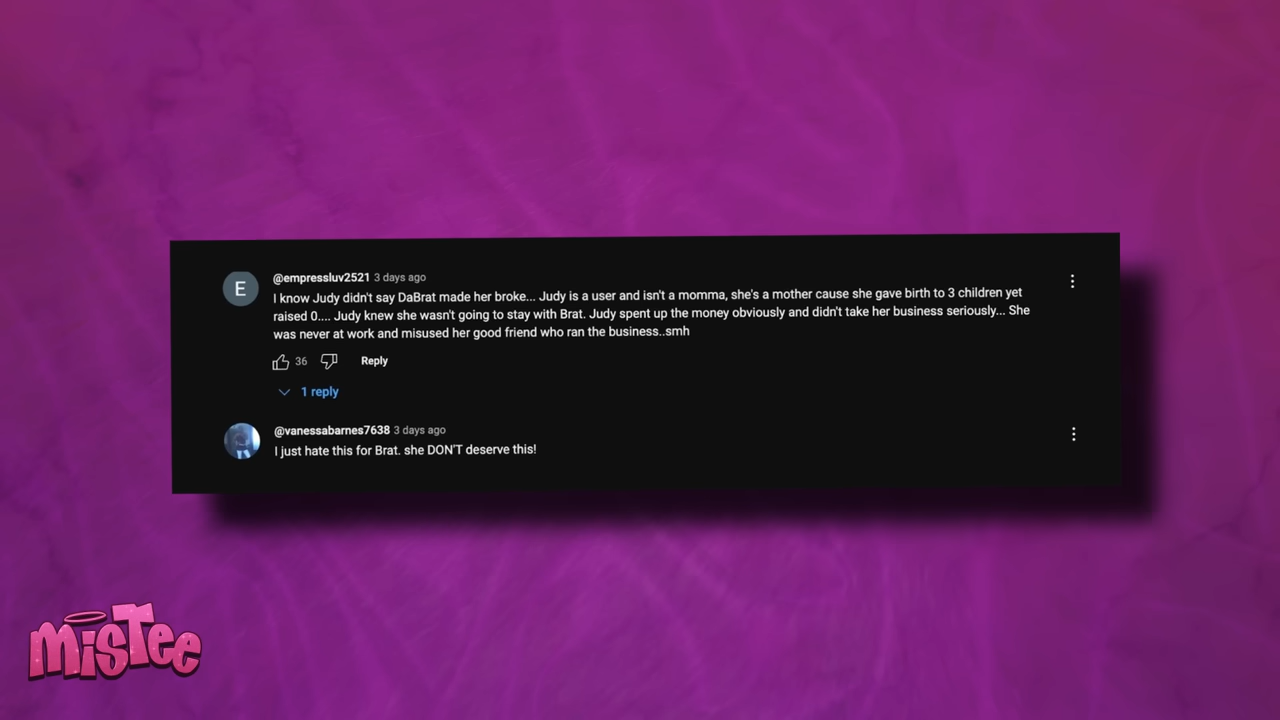 E
@empressluv2521 3 days ago
I know Judy didn't say DaBrat made her broke... Judy is a user and isn't a momma, she's a mother cause she gave birth to 3 children yet
raised 0.... Judy knew she wasn't going to stay with Brat. Judy spent up the money obviously and didn't take her business seriously... She
was never at work and misused her good friend who ran the business..smh
36 Reply
1 reply
@vanessabarnes7638 3 days ago
I just hate this for Brat. she DON'T deserve this!
MisTee